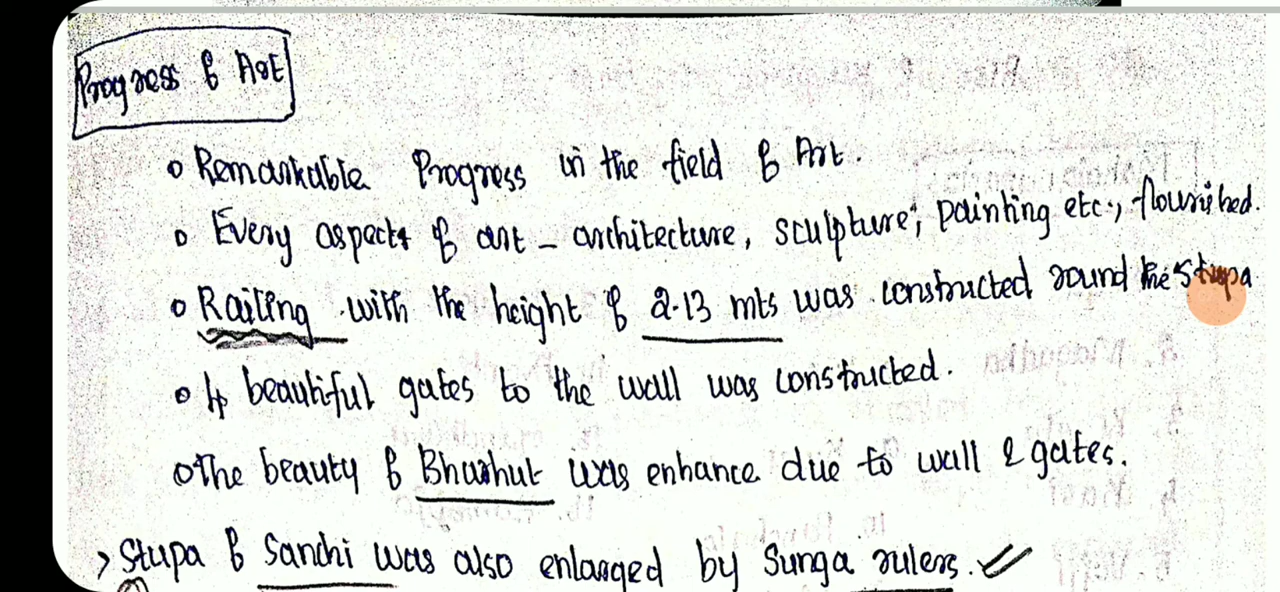 Progress of Art
Remarkable Progress in the field of Art.
Every aspects of art - architecture, sculpture, painting etc., flourished.
Railing with the height of 2.13 mts was constructed round the Stupa
4 beautiful gates to the wall was constructed.
The beauty of Bharhut was enhance due to wall & gates.
> Stupa of Sanchi was also enlarged by Sunga rulers.